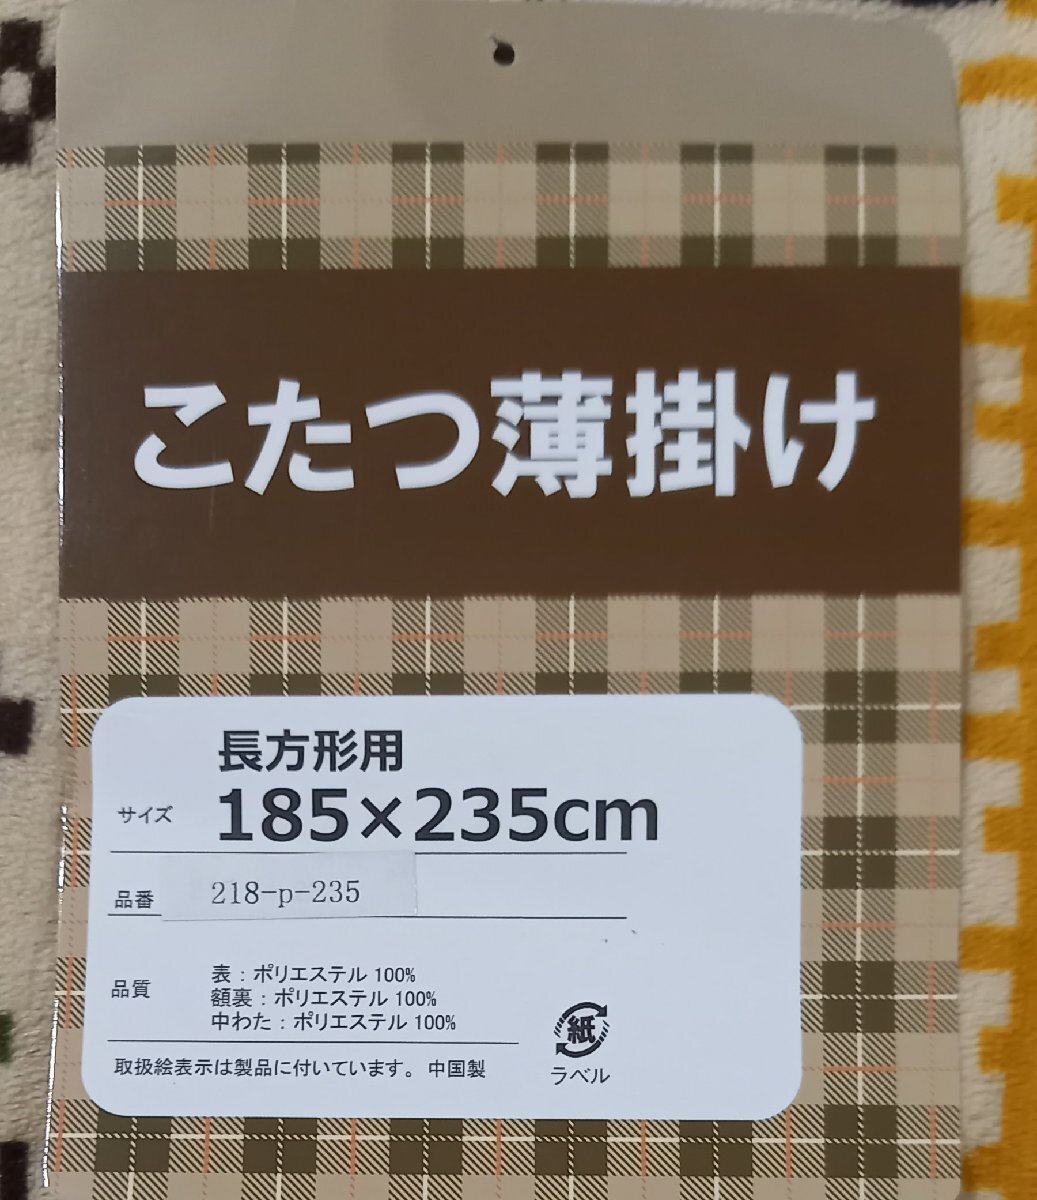 こたつ薄掛け
長方形用
サイズ 185×235cm
品番 218-p-235
品質 表：ポリエステル 100%
額裏：ポリエステル 100%
中わた：ポリエステル 100%
取扱絵表示は製品に付いています。中国製
紙
ラベル